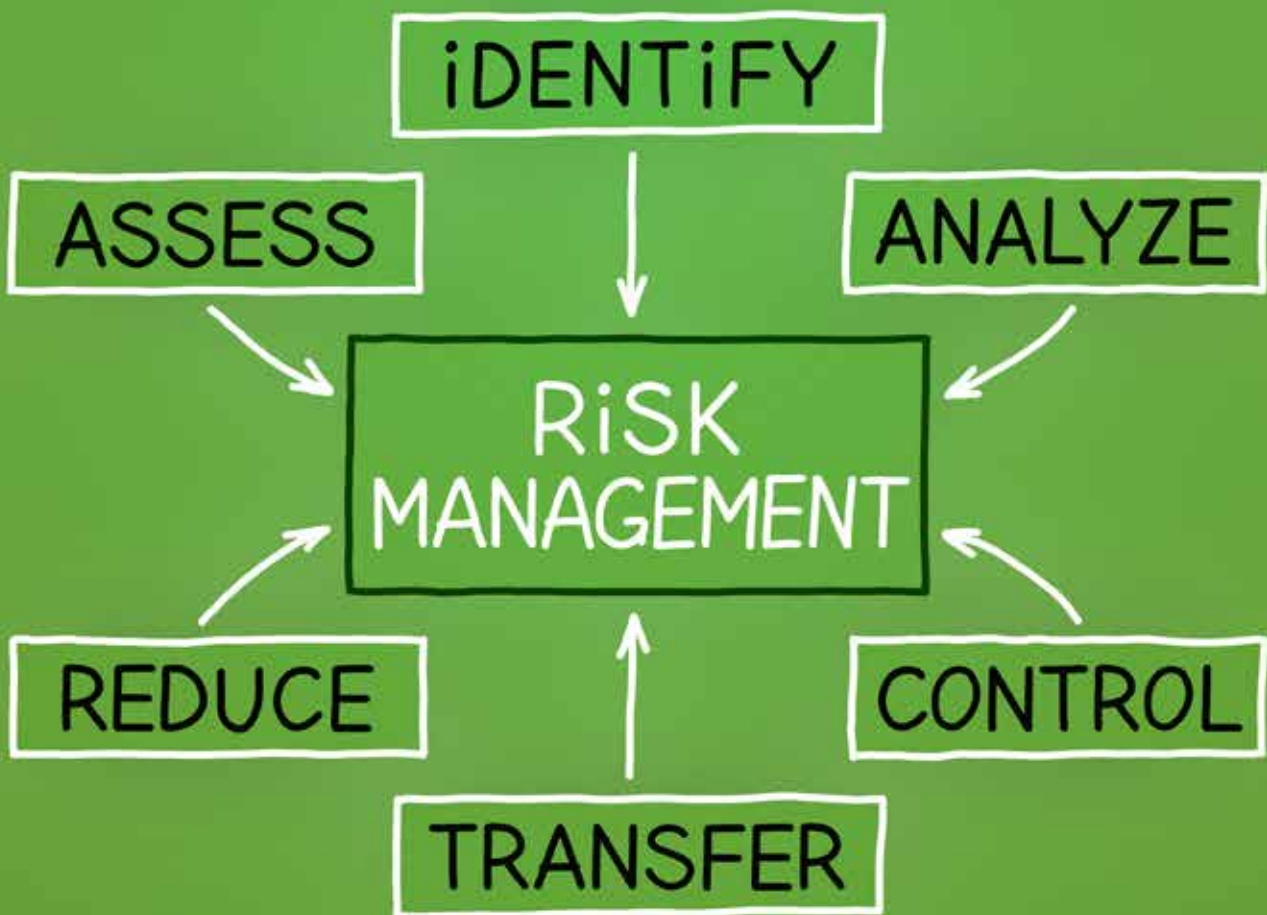 iDENTiFY
ASSESS
ANALYZE
RiSK
MANAGEMENT
REDUCE
CONTROL
TRANSFER